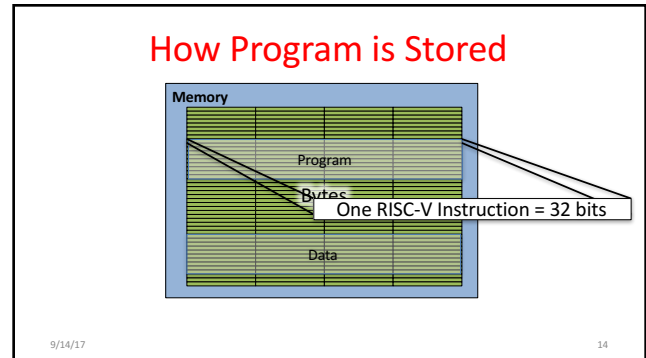 How Program is Stored
Memory
Program
Bytes
One RISC-V Instruction = 32 bits
Data
9/14/17
14